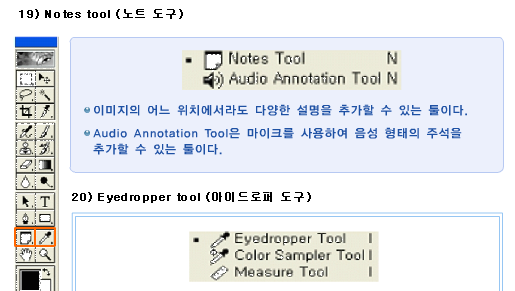 19) Notes tool (노트 도구)
Notes Tool N
Audio Annotation Tool N
이미지의 어느 위치에서라도 다양한 설명을 추가할 수 있는 툴이다.
Audio Annotation Tool은 마이크를 사용하여 음성 형태의 주석을
추가할 수 있는 툴이다.
T
20) Eyedropper tool (아이드로퍼 도구)
Eyedropper Tool I
Color Sampler Tool I
Measure Tool I